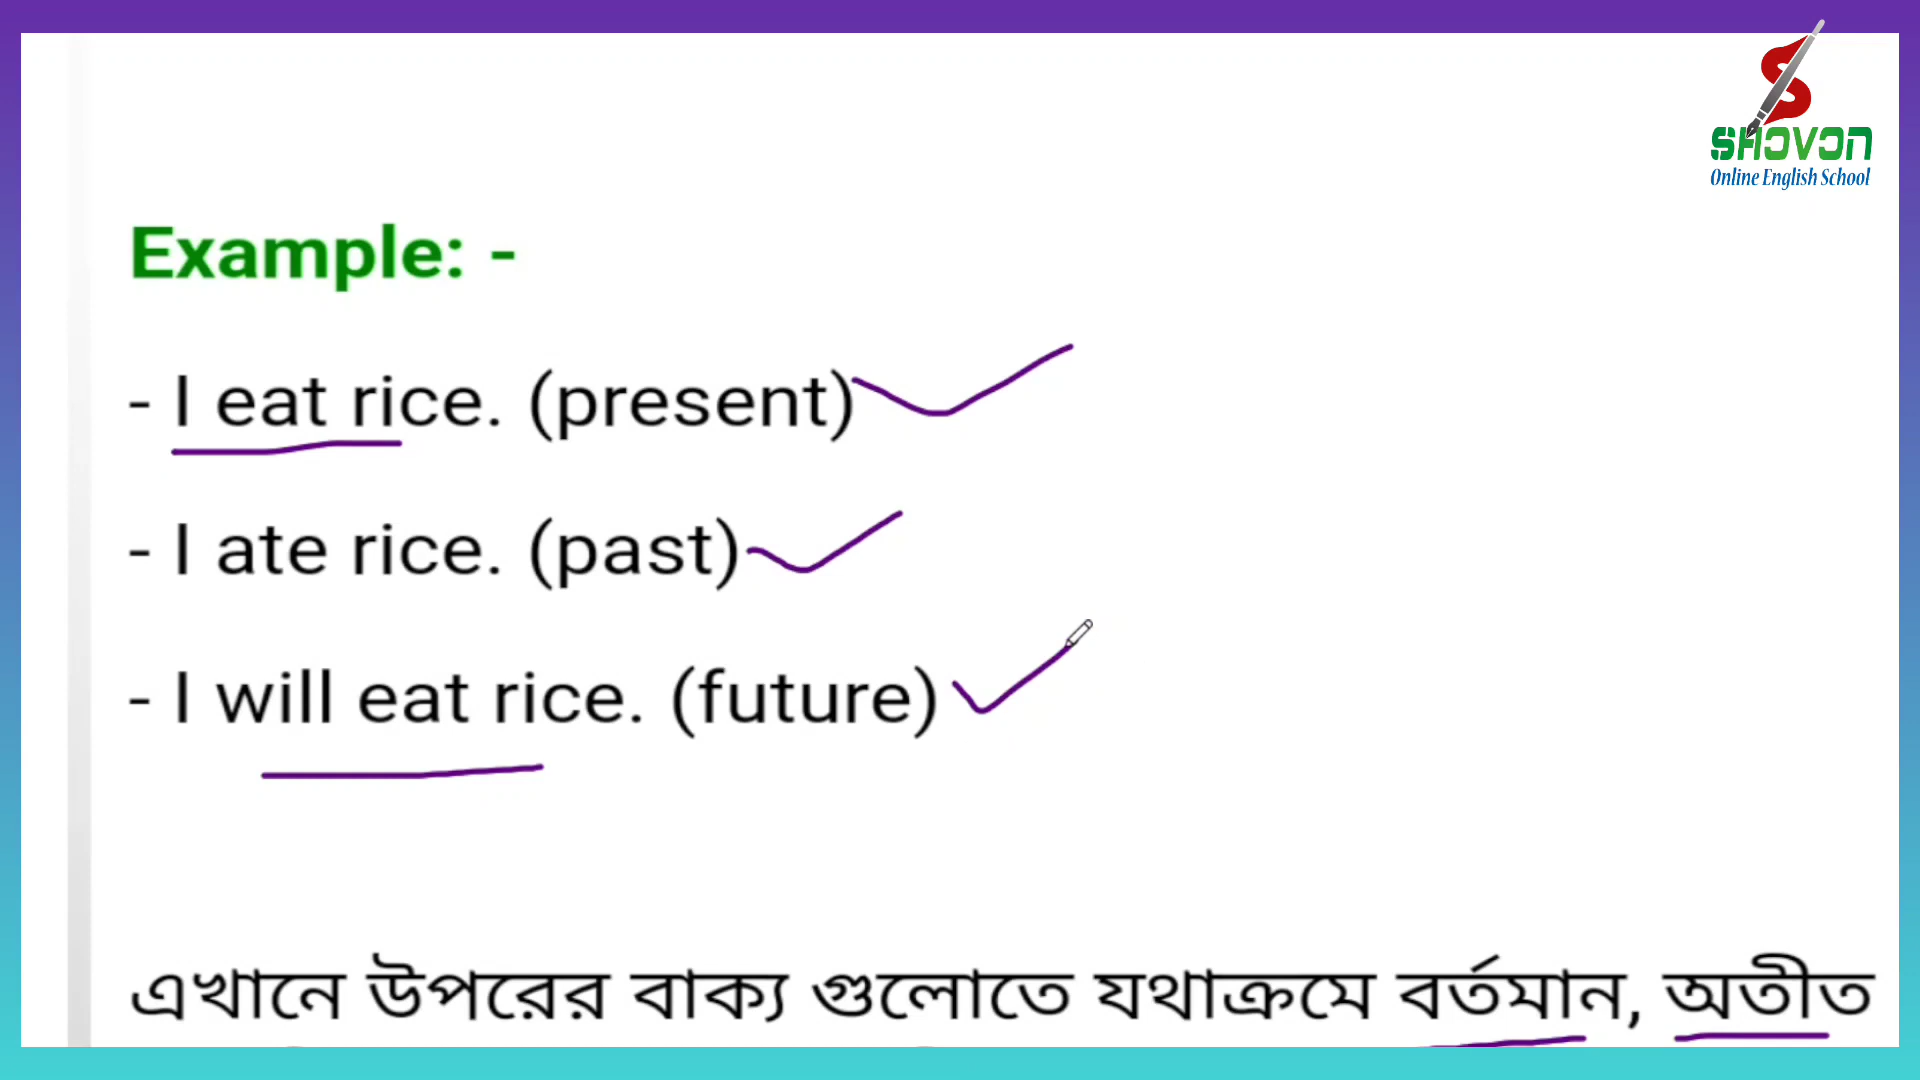 SHOVON
Online English School
Example: -
- I eat rice. (present)
- I ate rice. (past)
- I will eat rice. (future)
এখানে উপরের বাক্য গুলোতে যথাক্রমে বর্তমান, অতীত